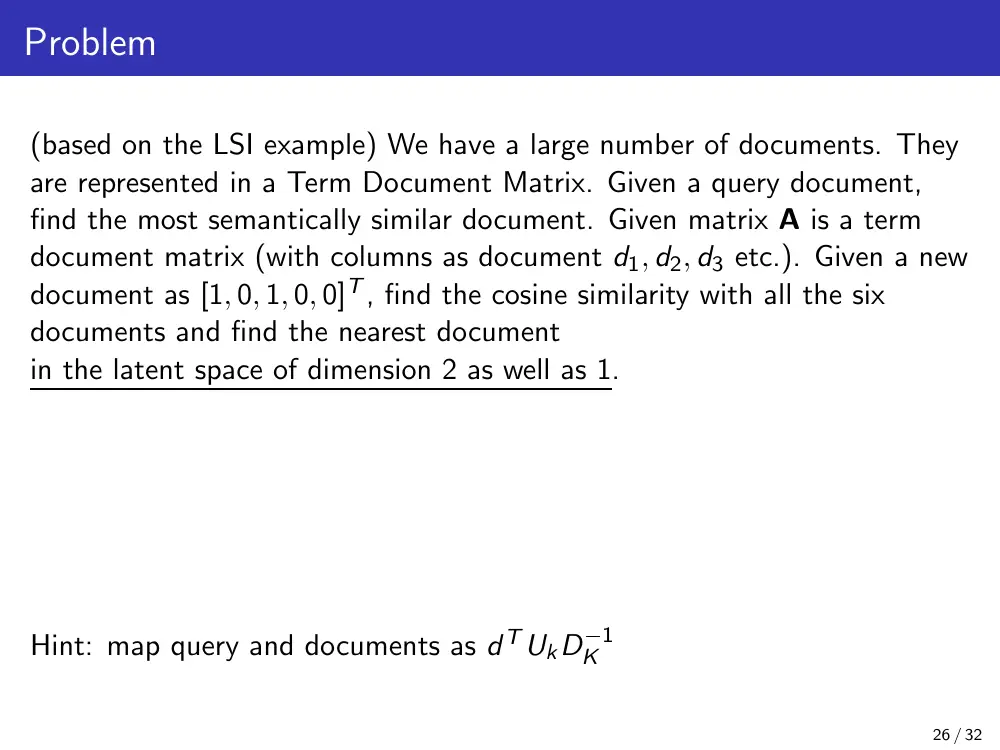 Problem
(based on the LSI example) We have a large number of documents. They
are represented in a Term Document Matrix. Given a query document,
find the most semantically similar document. Given matrix A is a term
document matrix (with columns as document d₁, d₂, d₃ etc.). Given a new
document as [1, 0, 1, 0, 0]ᵀ, find the cosine similarity with all the six
documents and find the nearest document
in the latent space of dimension 2 as well as 1.
Hint: map query and documents as dᵀ U_k D_K^{-1}
26 / 32